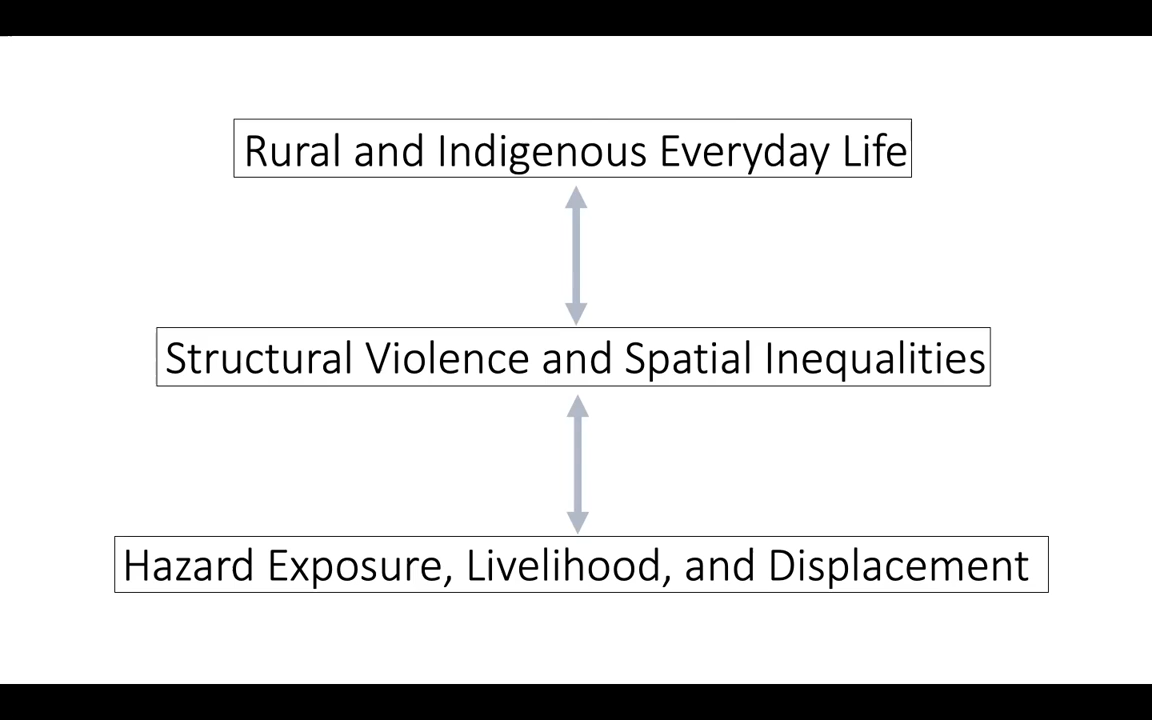 Rural and Indigenous Everyday Life
Structural Violence and Spatial Inequalities
Hazard Exposure, Livelihood, and Displacement